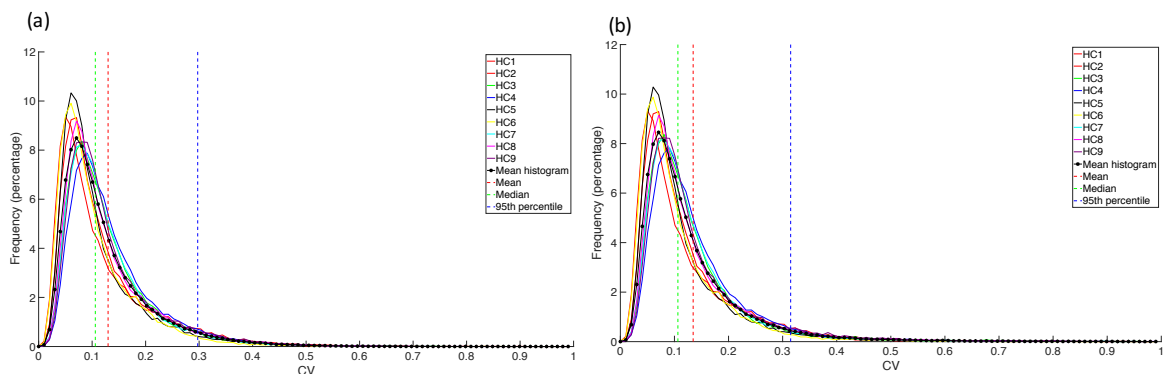 (a)
12
10
8
6
4
2
0
Frequency (percentage)
0 0.1 0.2 0.3 0.4 0.5 0.6 0.7 0.8 0.9 1
CV
HC1
HC2
HC3
HC4
HC5
HC6
HC7
HC8
HC9
Mean histogram
Mean
Median
95th percentile
(b)
12
10
8
6
4
2
0
Frequency (percentage)
0 0.1 0.2 0.3 0.4 0.5 0.6 0.7 0.8 0.9 1
CV
HC1
HC2
HC3
HC4
HC5
HC6
HC7
HC8
HC9
Mean histogram
Mean
Median
95th percentile